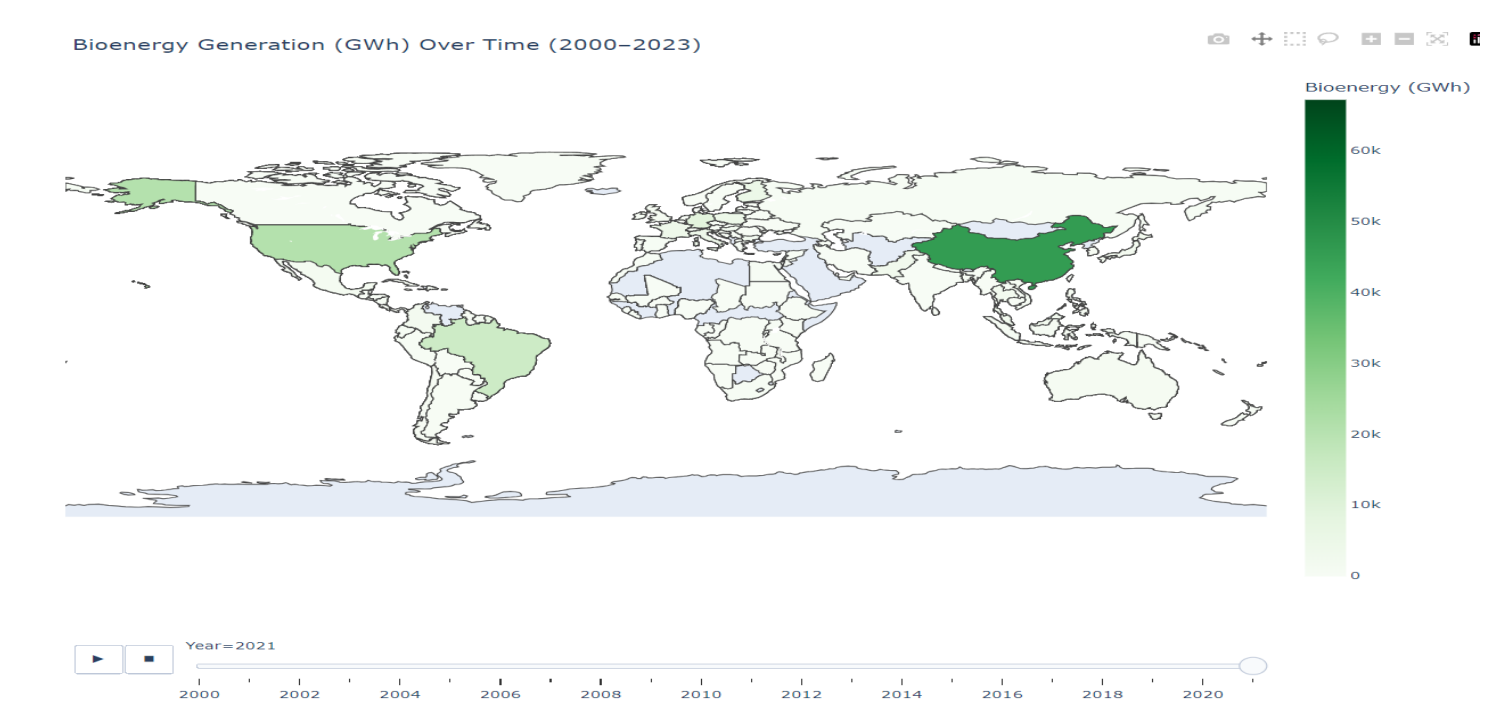 Bioenergy Generation (GWh) Over Time (2000–2023)
Bioenergy (GWh)
60k
50k
40k
30k
20k
10k
0
Year=2021
2000 2002 2004 2006 2008 2010 2012 2014 2016 2018 2020